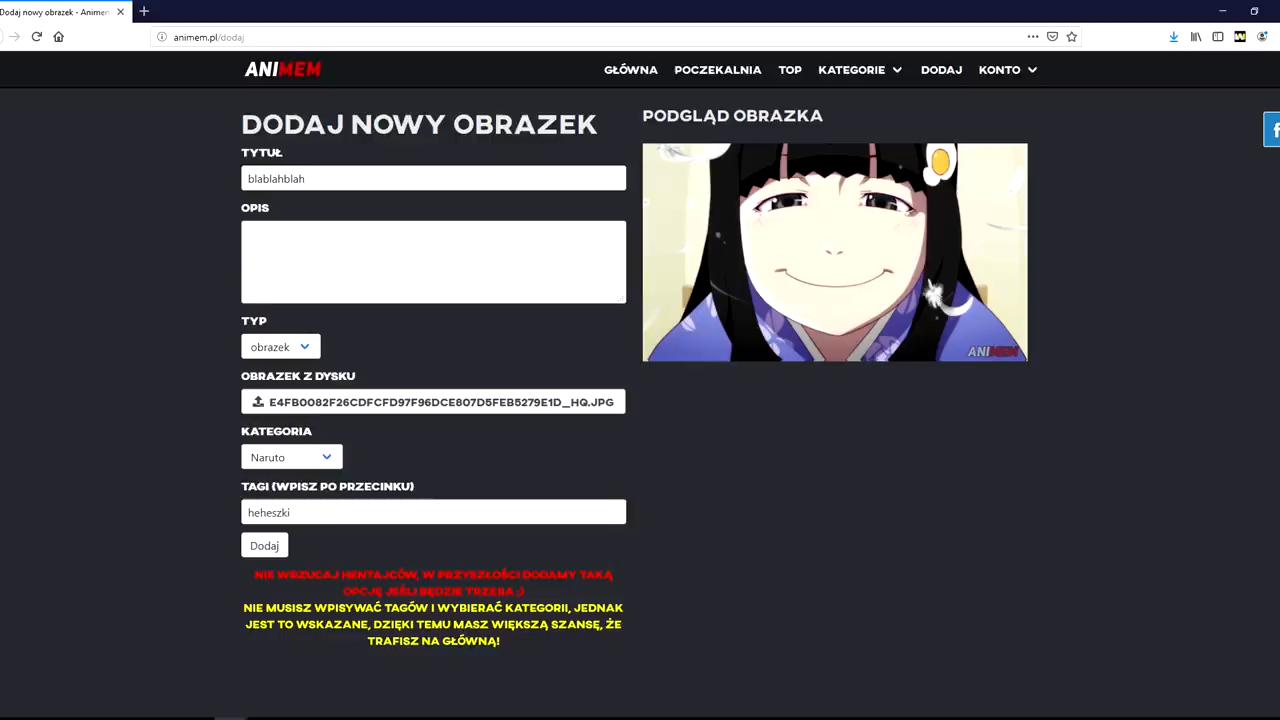 Dodaj nowy obrazek - Animem
animem.pl/dodaj
ANIMEM
GŁÓWNA POCZEKALNIA TOP KATEGORIE DODAJ KONTO
DODAJ NOWY OBRAZEK
TYTUŁ
blablahblah
OPIS
TYP
obrazek
OBRAZEK Z DYSKU
E4FB0082F26CDFCFD97F96DCE807D5FEB5279E1D_HQ.JPG
KATEGORIA
Naruto
TAGI (WPISZ PO PRZECINKU)
heheszki
Dodaj
NIE WRZUCAJ HENTAJCÓW, W PRZYSZŁOŚCI DODAMY TAKĄ
OPCJĘ JEŚLI BĘDZIE TRZEBA ;)
NIE MUSISZ WPISYWAĆ TAGÓW I WYBIERAĆ KATEGORII, JEDNAK
JEST TO WSKAZANE, DZIĘKI TEMU MASZ WIĘKSZĄ SZANSĘ, ŻE
TRAFISZ NA GŁÓWNĄ!
PODGLĄD OBRAZKA
ANIMEM
f